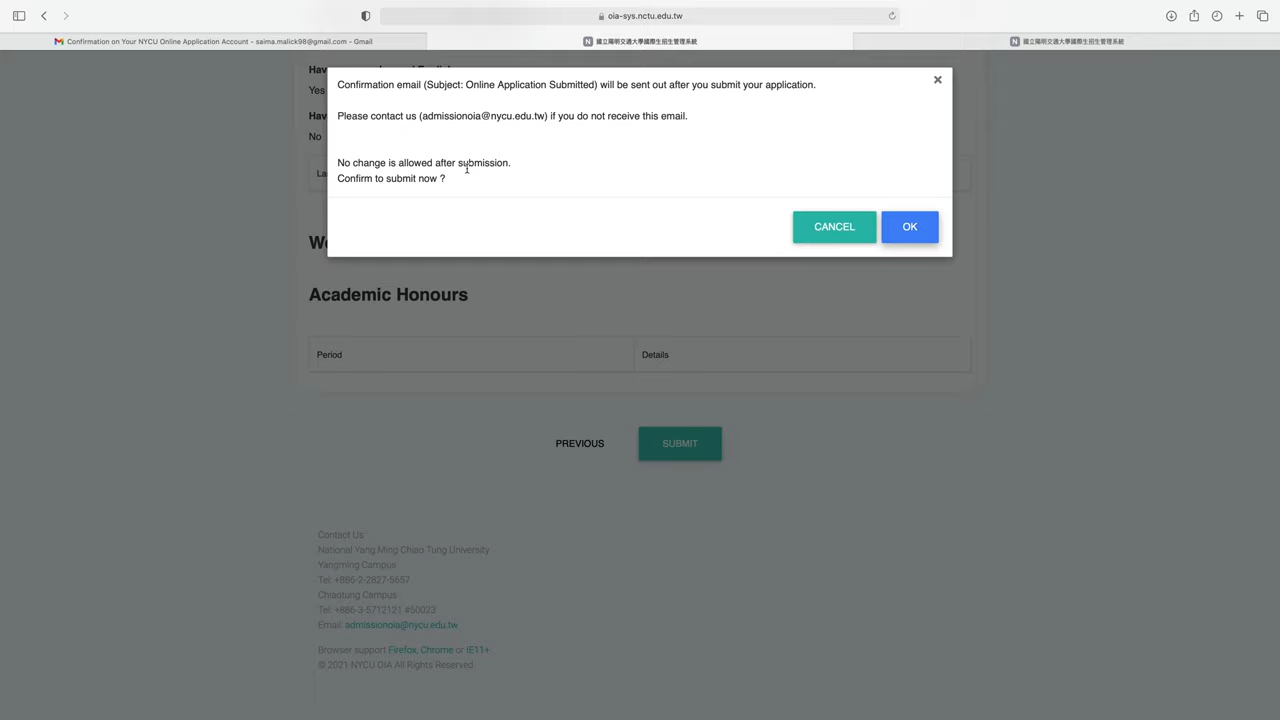 oia-sys.nctu.edu.tw
Confirmation on Your NYCU Online Application Account - saima.malick98@gmail.com - Gmail
國立陽明交通大學國際生招生管理系統
國立陽明交通大學國際生招生管理系統
Yes
No
Confirmation email (Subject: Online Application Submitted) will be sent out after you submit your application.
Please contact us (admissionoia@nycu.edu.tw) if you do not receive this email.
No change is allowed after submission.
Confirm to submit now ?
CANCEL
OK
Academic Honours
Period
Details
PREVIOUS
SUBMIT
Contact Us
National Yang Ming Chiao Tung University
Yangming Campus
Tel: +886-2-2827-5657
Chiaotung Campus
Tel: +886-3-5712121 #50023
Email: admissionoia@nycu.edu.tw
Browser support Firefox, Chrome or IE11+
© 2021 NYCU OIA All Rights Reserved.